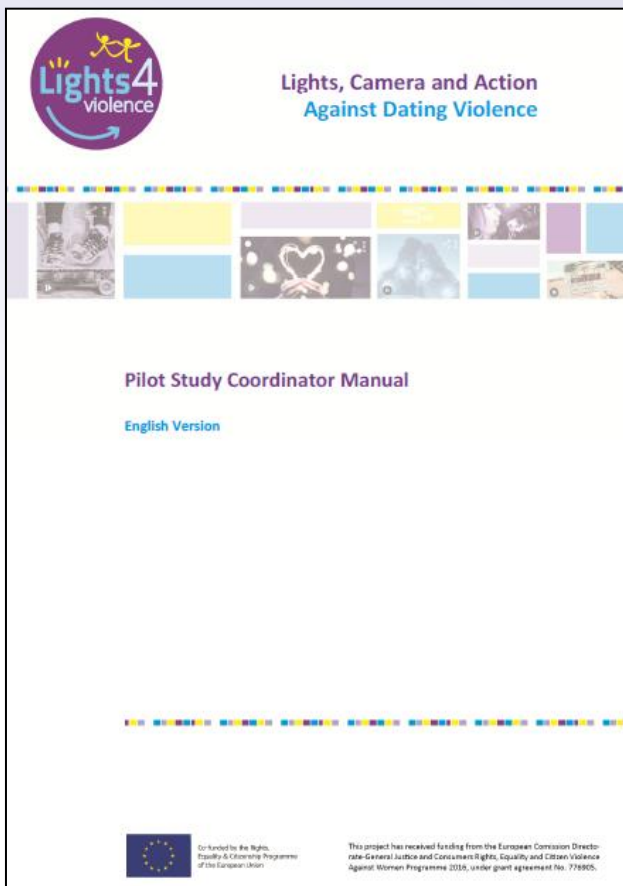 Lights4
violence
Lights, Camera and Action
Against Dating Violence
Pilot Study Coordinator Manual
English Version
Co-funded by the Rights,
Equality & Citizenship Programme
of the European Union
This project has received funding from the European Comission Directo-
rate-General Justice and Consumers Rights, Equality and Citizen Violence
Against Women Programme 2016, under grant agreement No. 776905.